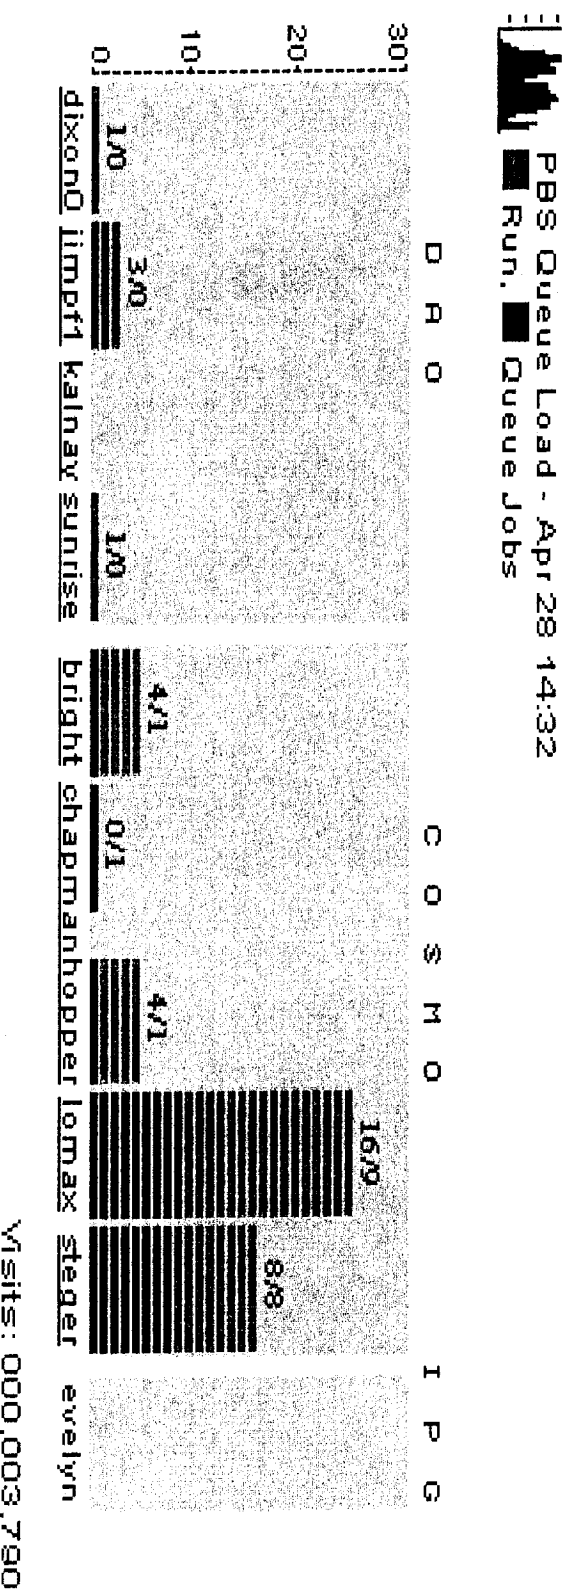 PBS Queue Load - Apr 28 14:32
Run, Queue Jobs
D A O
C o s M O
I P G
30
20
10
0
1/0 3/0 1/0 4/1 0/1 4/1 16/9 8/8
dixon0 jimpf1 kalnay sunrise bright chapman hopper lomax steger evelyn
Visits: 000,003,790